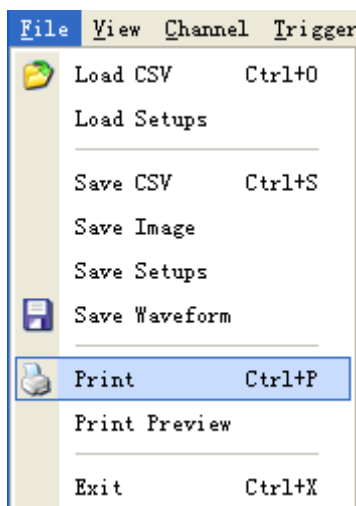 File View Channel Trigger
Load CSV Ctrl+O
Load Setups
Save CSV Ctrl+S
Save Image
Save Setups
Save Waveform
Print Ctrl+P
Print Preview
Exit Ctrl+X